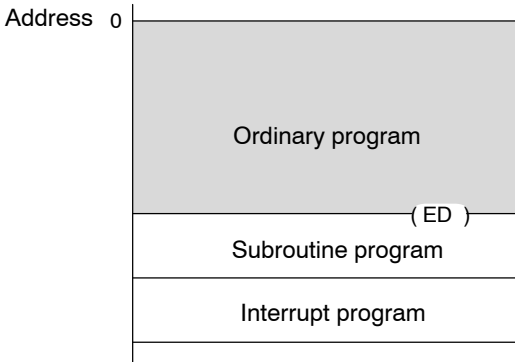 Address 0
Ordinary program
( ED )
Subroutine program
Interrupt program